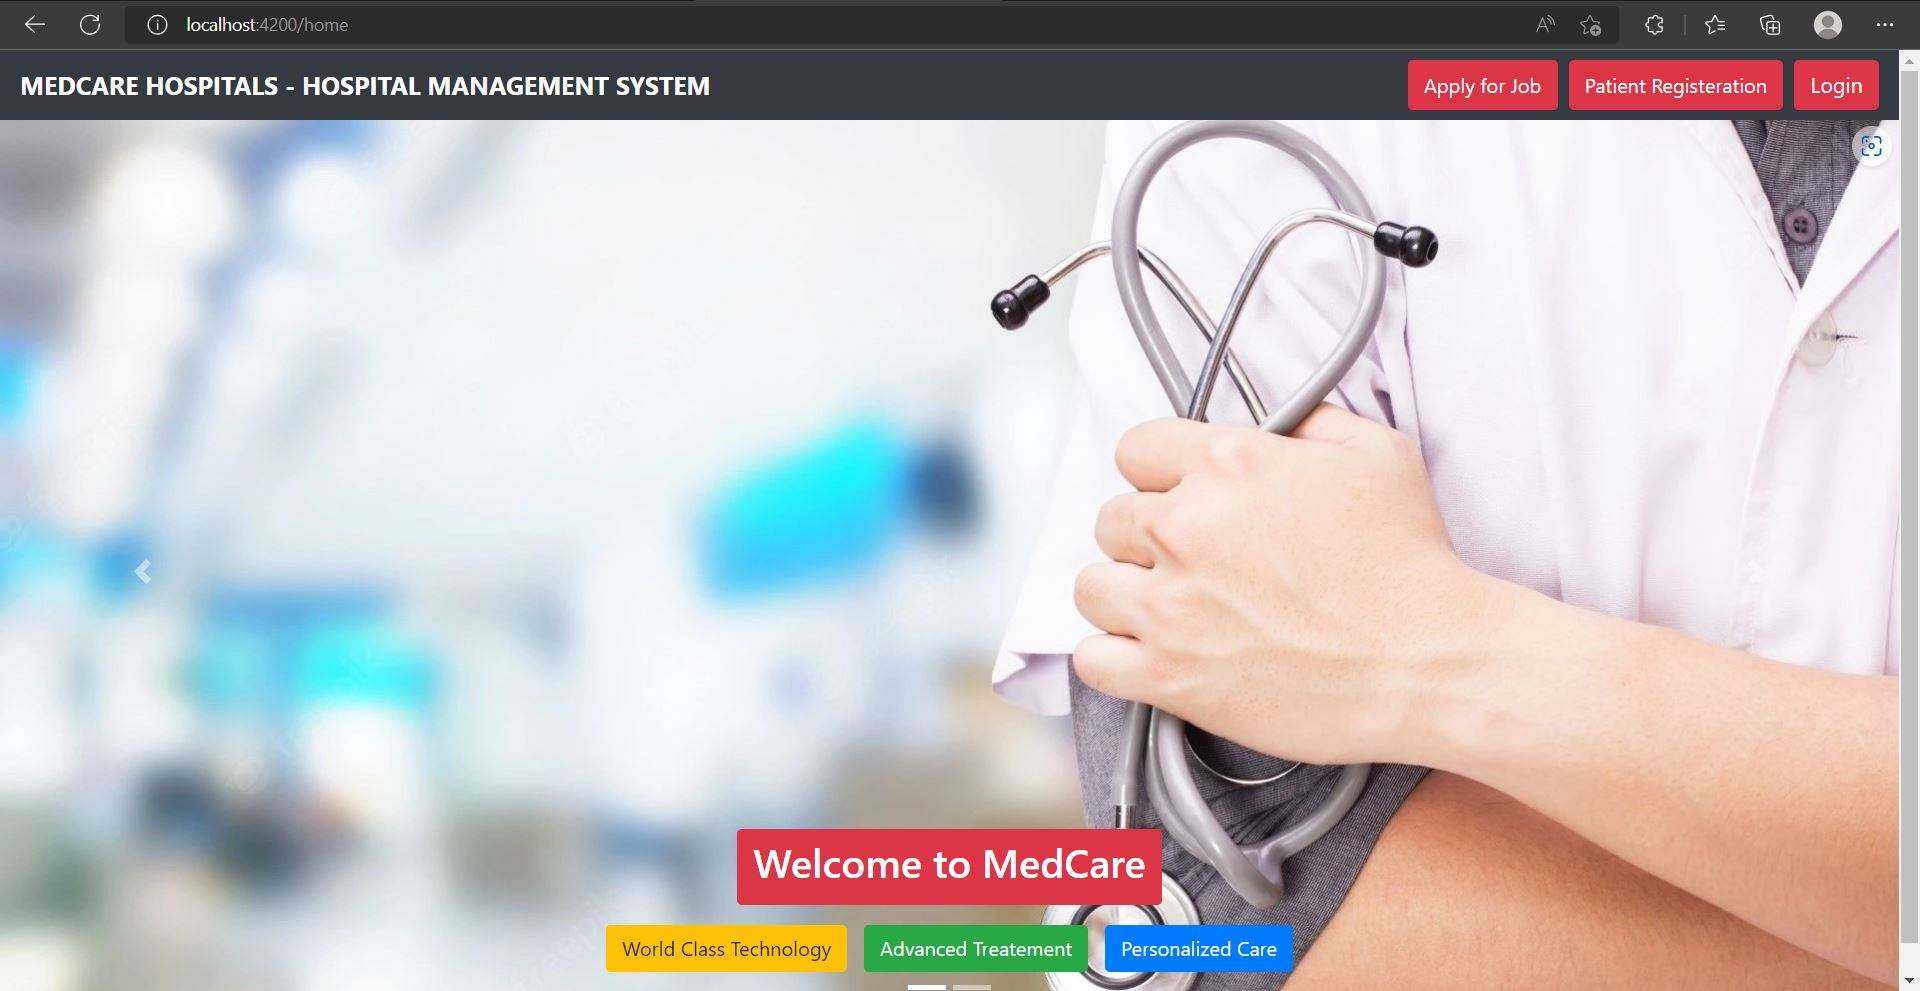 localhost:4200/home
MEDCARE HOSPITALS - HOSPITAL MANAGEMENT SYSTEM
Apply for Job
Patient Registeration
Login
Welcome to MedCare
World Class Technology
Advanced Treatement
Personalized Care